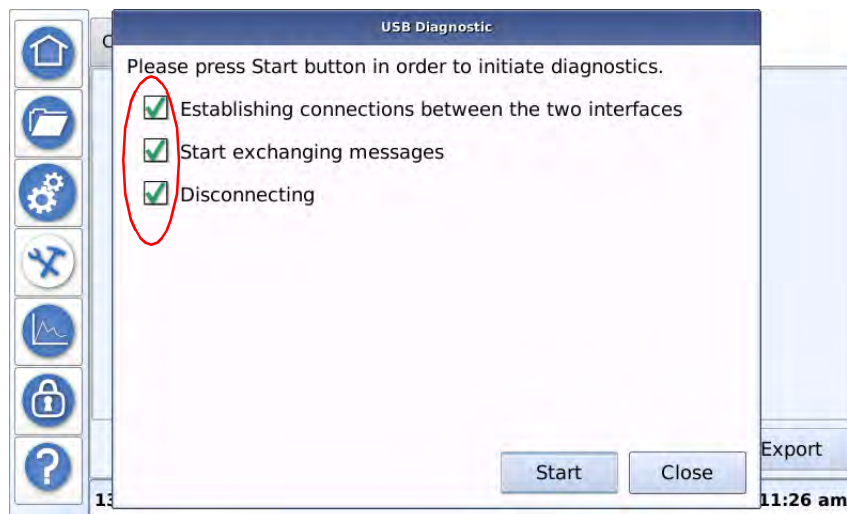 USB Diagnostic
Please press Start button in order to initiate diagnostics.
Establishing connections between the two interfaces
Start exchanging messages
Disconnecting
Export
Start
Close
11:26 am